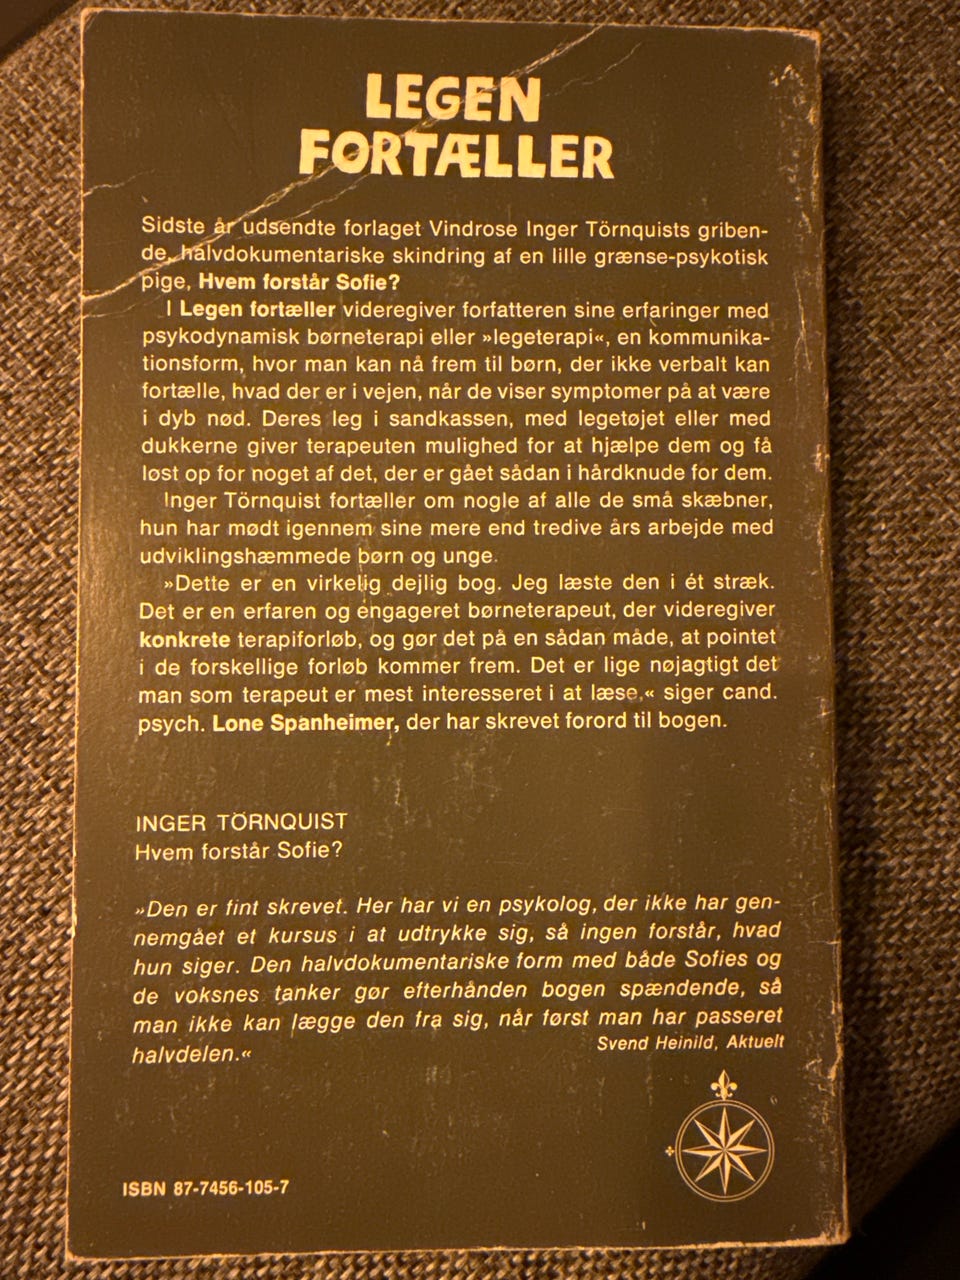 LEGEN
FORTÆLLER
Sidste år udsendte forlaget Vindrose Inger Törnquists griben-
de, halvdokumentariske skindring af en lille grænse-psykotisk
pige, Hvem forstår Sofie?
I Legen fortæller videregiver forfatteren sine erfaringer med
psykodynamisk børneterapi eller »legeterapi«, en kommunika-
tionsform, hvor man kan nå frem til børn, der ikke verbalt kan
fortælle, hvad der er i vejen, når de viser symptomer på at være
i dyb nød. Deres leg i sandkassen, med legetøjet eller med
dukkerne giver terapeuten mulighed for at hjælpe dem og få
løst op for noget af det, der er gået sådan i hårdknude for dem.
Inger Törnquist fortæller om nogle af alle de små skæbner,
hun har mødt igennem sine mere end tredive års arbejde med
udviklingshæmmede børn og unge.
»Dette er en virkelig dejlig bog. Jeg læste den i ét stræk.
Det er en erfaren og engageret børneterapeut, der videregiver
konkrete terapiforløb, og gør det på en sådan måde, at pointet
i de forskellige forløb kommer frem. Det er lige nøjagtigt det
man som terapeut er mest interesseret i at læse.« siger cand.
psych. Lone Spanheimer, der har skrevet forord til bogen.
INGER TÖRNQUIST
Hvem forstår Sofie?
»Den er fint skrevet. Her har vi en psykolog, der ikke har gen-
nemgået et kursus i at udtrykke sig, så ingen forstår, hvad
hun siger. Den halvdokumentariske form med både Sofies og
de voksnes tanker gør efterhånden bogen spændende, så
man ikke kan lægge den fra sig, når først man har passeret
halvdelen.«
Svend Heinild, Aktuelt
ISBN 87-7456-105-7